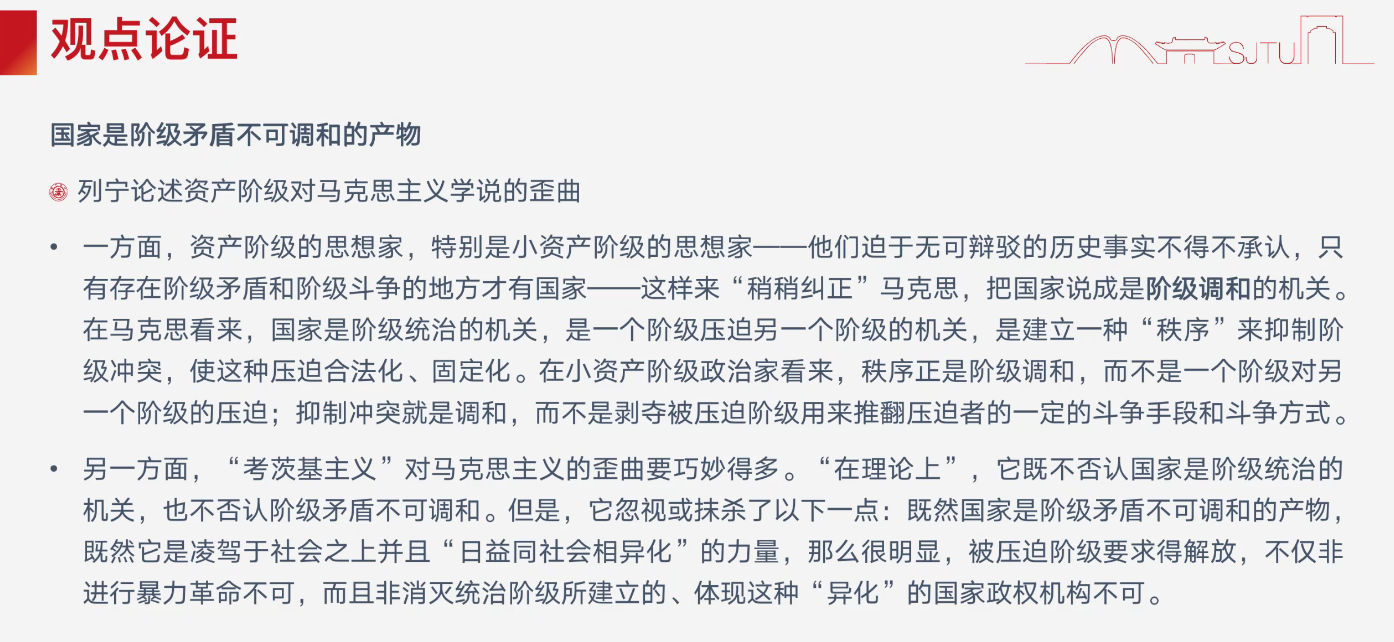 观点论证
SJTU
国家是阶级矛盾不可调和的产物
列宁论述资产阶级对马克思主义学说的歪曲
• 一方面，资产阶级的思想家，特别是小资产阶级的思想家——他们迫于无可辩驳的历史事实不得不承认，只
有存在阶级矛盾和阶级斗争的地方才有国家——这样来“稍稍纠正”马克思，把国家说成是阶级调和的机关。
在马克思看来，国家是阶级统治的机关，是一个阶级压迫另一个阶级的机关，是建立一种“秩序”来抑制阶
级冲突，使这种压迫合法化、固定化。在小资产阶级政治家看来，秩序正是阶级调和，而不是一个阶级对另
一个阶级的压迫；抑制冲突就是调和，而不是剥夺被压迫阶级用来推翻压迫者的一定的斗争手段和斗争方式。
• 另一方面，“考茨基主义”对马克思主义的歪曲要巧妙得多。“在理论上”，它既不否认国家是阶级统治的
机关，也不否认阶级矛盾不可调和。但是，它忽视或抹杀了以下一点：既然国家是阶级矛盾不可调和的产物，
既然它是凌驾于社会之上并且“日益同社会相异化”的力量，那么很明显，被压迫阶级要求得解放，不仅非
进行暴力革命不可，而且非消灭统治阶级所建立的、体现这种“异化”的国家政权机构不可。